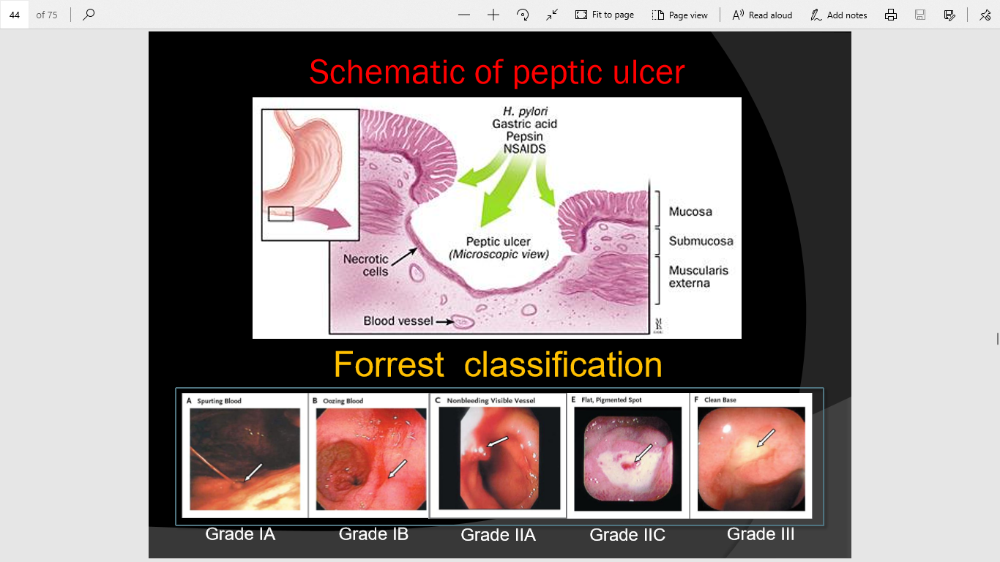 44 of 75 Fit to page Page view Read aloud Add notes
Schematic of peptic ulcer
H. pylori
Gastric acid
Pepsin
NSAIDS
Mucosa
Submucosa
Peptic ulcer
(Microscopic view)
Necrotic
cells
Muscularis
externa
Blood vessel
Forrest classification
A Spurting Blood
B Oozing Blood
C Nonbleeding Visible Vessel
E Flat, Pigmented Spot
F Clean Base
Grade IA
Grade IB
Grade IIA
Grade IIC
Grade III